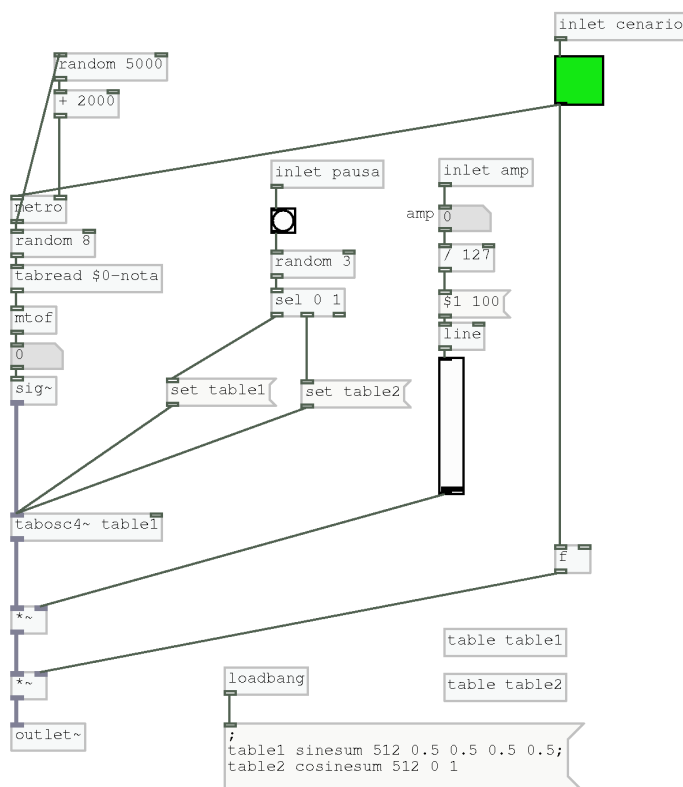 inlet cenario
random 5000
+ 2000
inlet pausa
inlet amp
metro
amp 0
random 8
random 3
/ 127
tabread $0-nota
sel 0 1
$1 100
mtof
line
0
sig~
set table1
set table2
tabosc4~ table1
f
*~
table table1
*~
table table2
loadbang
outlet~
;
table1 sinesum 512 0.5 0.5 0.5 0.5;
table2 cosinesum 512 0 1